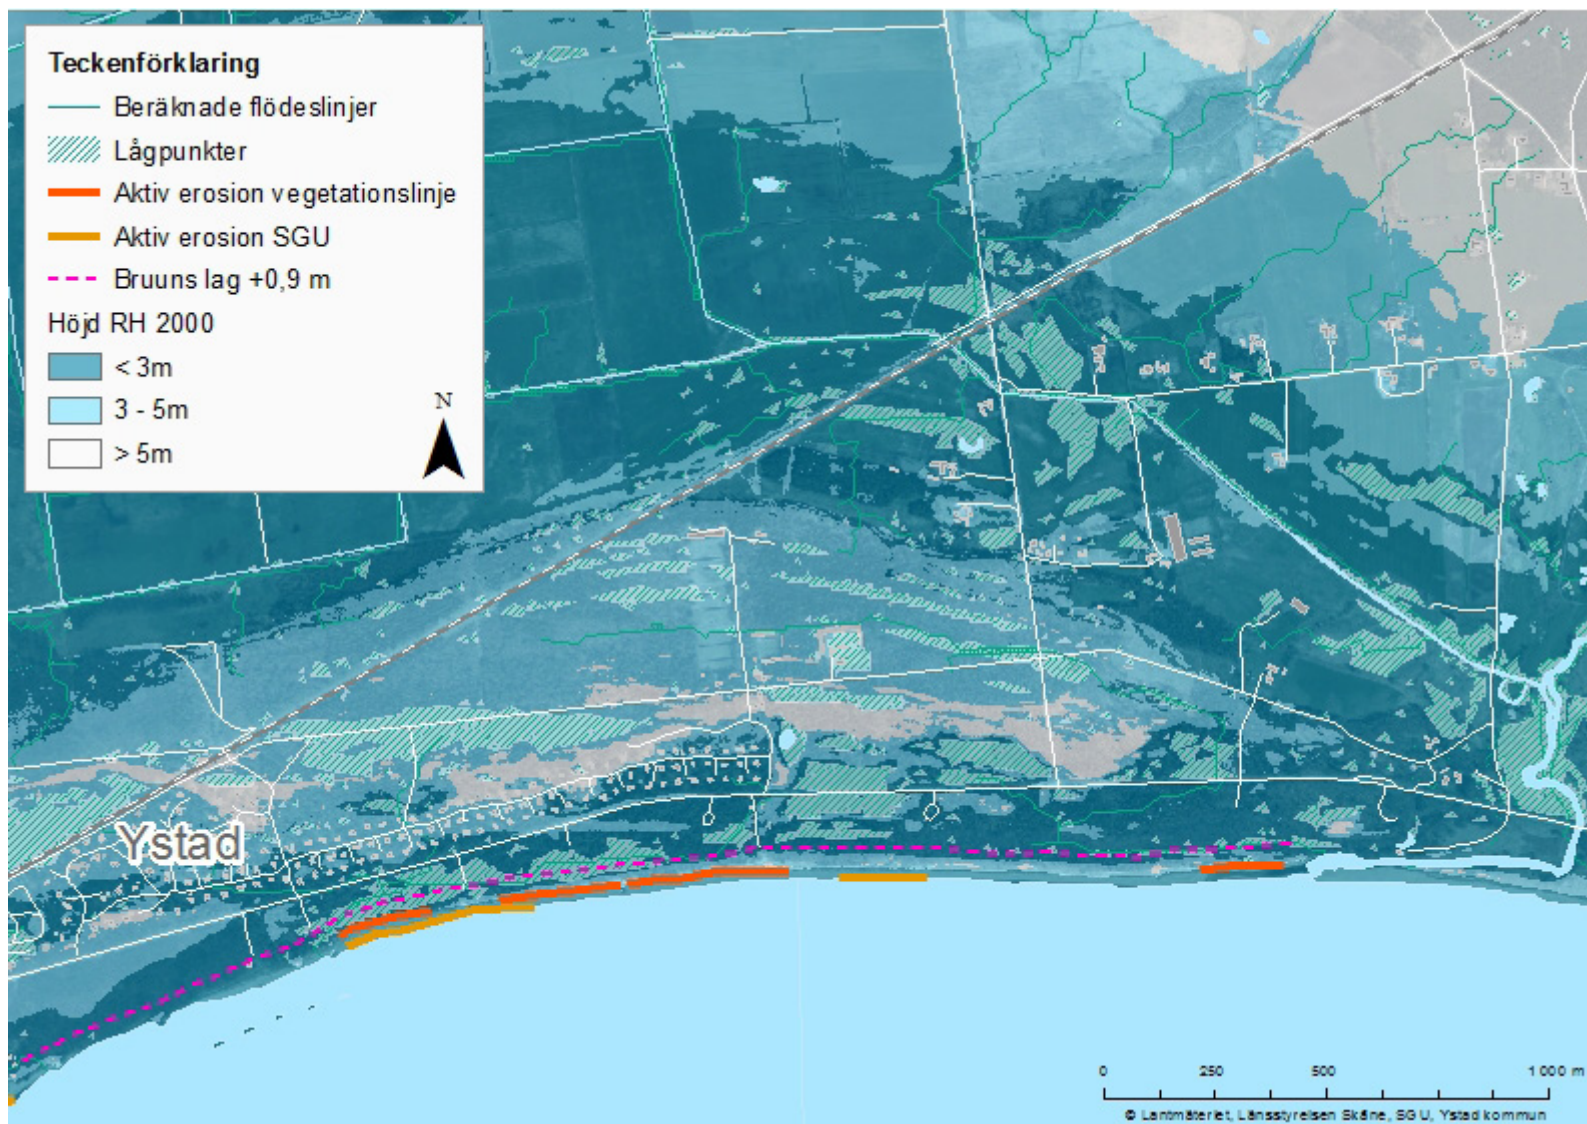 Teckenförklaring
Beräknade flödeslinjer
Lågpunkter
Aktiv erosion vegetationslinje
Aktiv erosion SGU
Bruuns lag +0,9 m
Höjd RH 2000
< 3m
3 - 5m
> 5m
N
Ystad
0 250 500 1 000 m
© Lantmäteriet, Länsstyrelsen Skåne, SGU, Ystad kommun